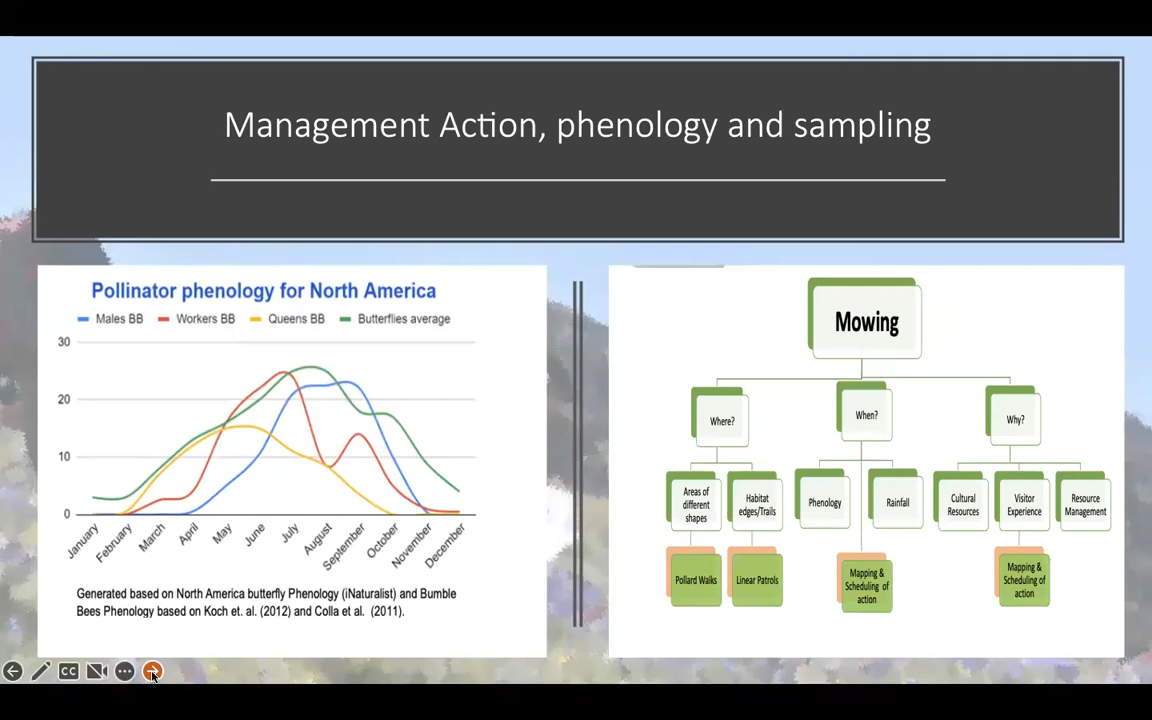 Management Action, phenology and sampling
Pollinator phenology for North America
Males BB
Workers BB
Queens BB
Butterflies average
30
20
10
0
January
February
March
April
May
June
July
August
September
October
November
December
Generated based on North America butterfly Phenology (iNaturalist) and Bumble
Bees Phenology based on Koch et. al. (2012) and Colla et al. (2011).
Mowing
Where?
When?
Why?
Areas of
different
shapes
Habitat
edges/Trails
Phenology
Rainfall
Cultural
Resources
Visitor
Experience
Resource
Management
Pollard Walks
Linear Patrols
Mapping &
Scheduling of
action
Mapping &
Scheduling of
action
CC